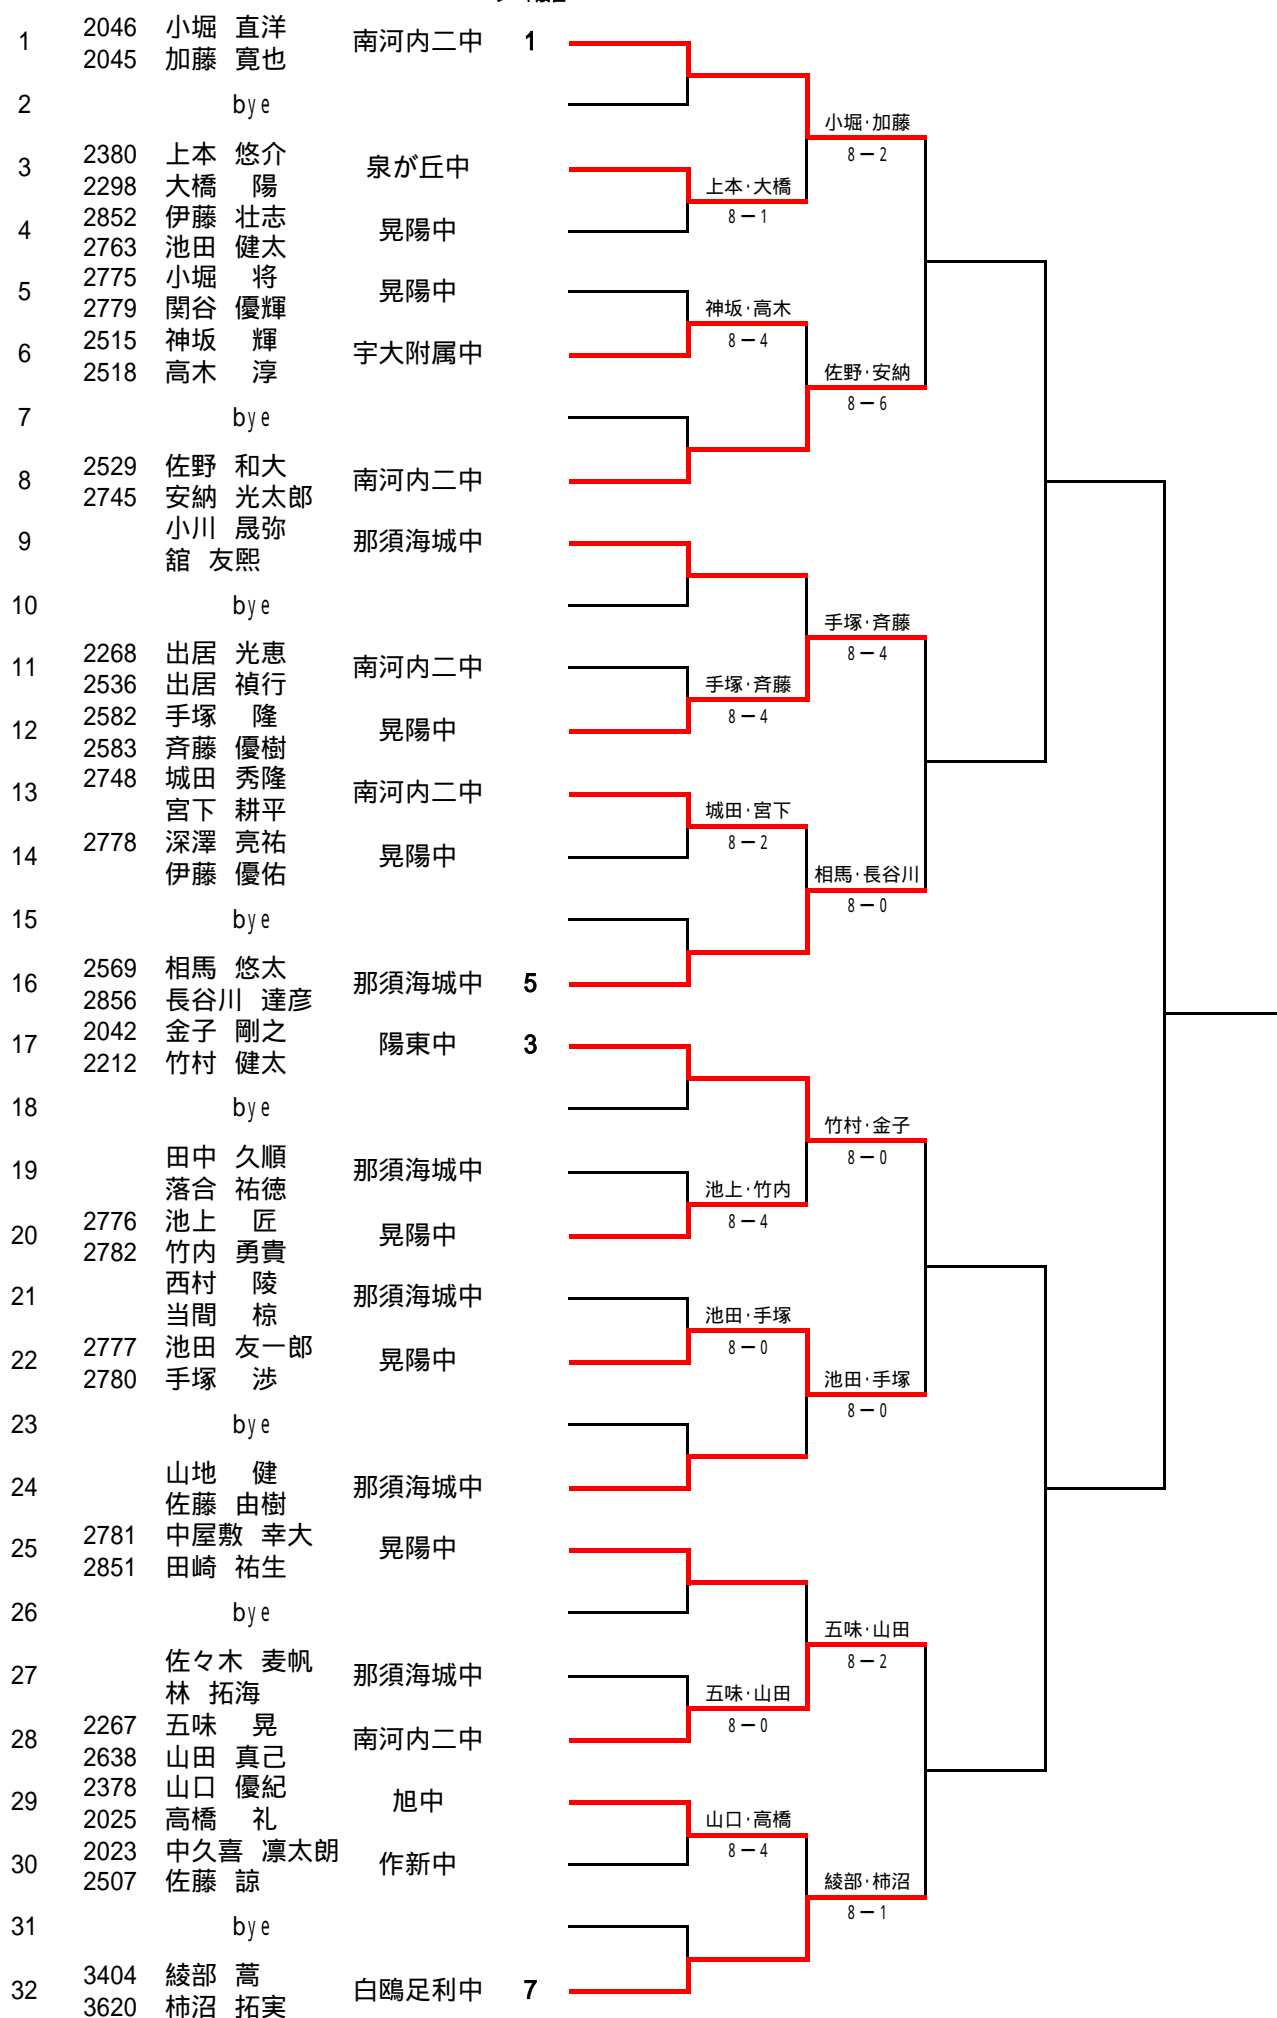 1 2046 小堀 直洋 南河内二中 1
2045 加藤 寛也
2 bye
小堀・加藤
8－2
3 2380 上本 悠介 泉が丘中
2298 大橋 陽
上本・大橋
8－1
4 2852 伊藤 壮志 晃陽中
2763 池田 健太
5 2775 小堀 将 晃陽中
2779 関谷 優輝
神坂・高木
8－4
6 2515 神坂 輝 宇大附属中
2518 高木 淳
佐野・安納
8－6
7 bye
8 2529 佐野 和大 南河内二中
2745 安納 光太郎
9 小川 晟弥 那須海城中
舘 友熙
10 bye
手塚・斉藤
8－4
11 2268 出居 光恵 南河内二中
2536 出居 禎行
手塚・斉藤
8－4
12 2582 手塚 隆 晃陽中
2583 斉藤 優樹
13 2748 城田 秀隆 南河内二中
宮下 耕平
城田・宮下
8－2
14 2778 深澤 亮祐 晃陽中
伊藤 優佑
相馬・長谷川
8－0
15 bye
16 2569 相馬 悠太 那須海城中 5
2856 長谷川 達彦
17 2042 金子 剛之 陽東中 3
2212 竹村 健太
18 bye
竹村・金子
8－0
19 田中 久順 那須海城中
落合 祐徳
池上・竹内
8－4
20 2776 池上 匠 晃陽中
2782 竹内 勇貴
21 西村 陵 那須海城中
当間 椋
池田・手塚
8－0
22 2777 池田 友一郎 晃陽中
2780 手塚 渉
池田・手塚
8－0
23 bye
24 山地 健 那須海城中
佐藤 由樹
25 2781 中屋敷 幸大 晃陽中
2851 田崎 祐生
26 bye
五味・山田
8－2
27 佐々木 麦帆 那須海城中
林 拓海
五味・山田
8－0
28 2267 五味 晃 南河内二中
2638 山田 真己
29 2378 山口 優紀 旭中
2025 高橋 礼
山口・高橋
8－4
30 2023 中久喜 凛太朗 作新中
2507 佐藤 諒
綾部・柿沼
8－1
31 bye
32 3404 綾部 蒿 白鴎足利中 7
3620 柿沼 拓実